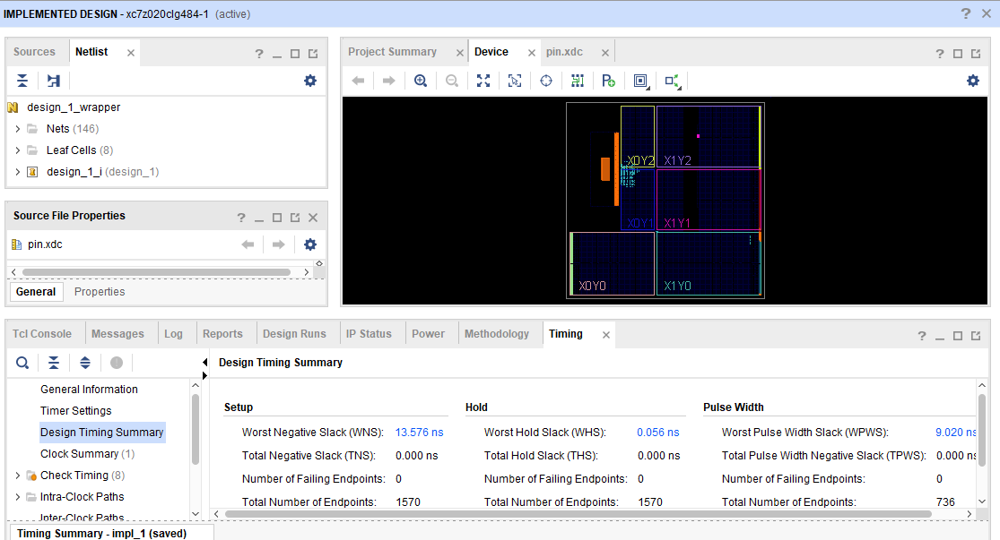 IMPLEMENTED DESIGN - xc7z020clg484-1 (active)
?
Sources Netlist
?
design_1_wrapper
Nets (146)
Leaf Cells (8)
design_1_i (design_1)
Source File Properties
?
pin.xdc
General Properties
Project Summary Device pin.xdc
?
X0Y2 X1Y2
X0Y1 X1Y1
X0Y0 X1Y0
Tcl Console Messages Log Reports Design Runs IP Status Power Methodology Timing
?
General Information
Timer Settings
Design Timing Summary
Clock Summary (1)
Check Timing (8)
Intra-Clock Paths
Inter-Clock Paths
Design Timing Summary
Setup Hold Pulse Width
Worst Negative Slack (WNS): 13.576 ns Worst Hold Slack (WHS): 0.056 ns Worst Pulse Width Slack (WPWS): 9.020 ns
Total Negative Slack (TNS): 0.000 ns Total Hold Slack (THS): 0.000 ns Total Pulse Width Negative Slack (TPWS): 0.000 ns
Number of Failing Endpoints: 0 Number of Failing Endpoints: 0 Number of Failing Endpoints: 0
Total Number of Endpoints: 1570 Total Number of Endpoints: 1570 Total Number of Endpoints: 736
Timing Summary - impl_1 (saved)